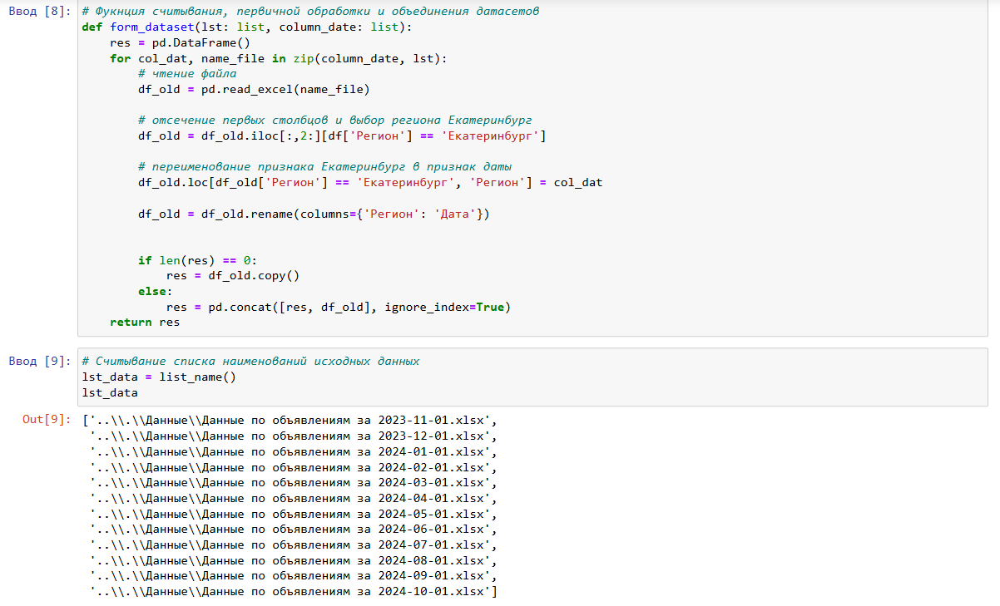 Ввод [8]:
# Фукнция считывания, первичной обработки и объединения датасетов
def form_dataset(lst: list, column_date: list):
    res = pd.DataFrame()
    for col_dat, name_file in zip(column_date, lst):
        # чтение файла
        df_old = pd.read_excel(name_file)

        # отсечение первых столбцов и выбор региона Екатеринбург
        df_old = df_old.iloc[:,2:][df['Регион'] == 'Екатеринбург']

        # переименование признака Екатеринбург в признак даты
        df_old.loc[df_old['Регион'] == 'Екатеринбург', 'Регион'] = col_dat

        df_old = df_old.rename(columns={'Регион': 'Дата'})


        if len(res) == 0:
            res = df_old.copy()
        else:
            res = pd.concat([res, df_old], ignore_index=True)
    return res
Ввод [9]:
# Считывание списка наименований исходных данных
lst_data = list_name()
lst_data
Out[9]:
['..\\.\\Данные\\Данные по объявлениям за 2023-11-01.xlsx',
 '..\\.\\Данные\\Данные по объявлениям за 2023-12-01.xlsx',
 '..\\.\\Данные\\Данные по объявлениям за 2024-01-01.xlsx',
 '..\\.\\Данные\\Данные по объявлениям за 2024-02-01.xlsx',
 '..\\.\\Данные\\Данные по объявлениям за 2024-03-01.xlsx',
 '..\\.\\Данные\\Данные по объявлениям за 2024-04-01.xlsx',
 '..\\.\\Данные\\Данные по объявлениям за 2024-05-01.xlsx',
 '..\\.\\Данные\\Данные по объявлениям за 2024-06-01.xlsx',
 '..\\.\\Данные\\Данные по объявлениям за 2024-07-01.xlsx',
 '..\\.\\Данные\\Данные по объявлениям за 2024-08-01.xlsx',
 '..\\.\\Данные\\Данные по объявлениям за 2024-09-01.xlsx',
 '..\\.\\Данные\\Данные по объявлениям за 2024-10-01.xlsx']